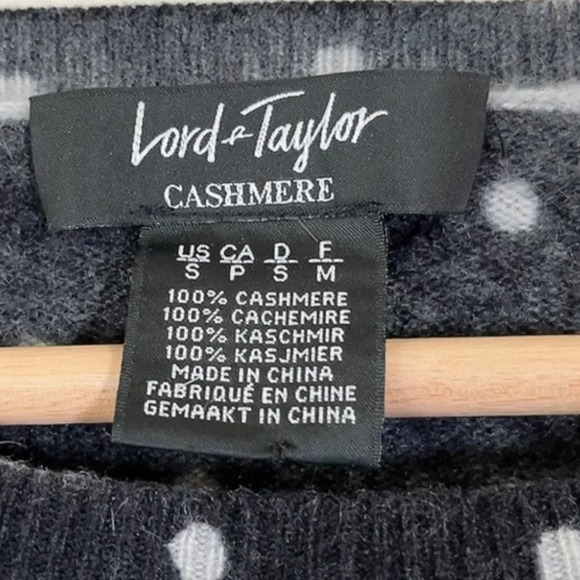 Lord & Taylor
CASHMERE
US CA D F
S P S M
100% CASHMERE
100% CACHEMIRE
100% KASCHMIR
100% KASJMIER
MADE IN CHINA
FABRIQUÉ EN CHINE
GEMAAKT IN CHINA